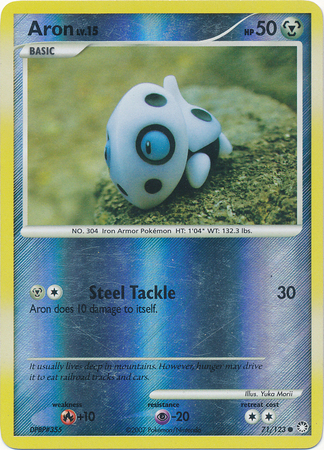 Aron LV.15 HP 50
BASIC
NO. 304 Iron Armor Pokémon HT: 1'04" WT: 132.3 lbs.
Steel Tackle 30
Aron does 10 damage to itself.
It usually lives deep in mountains. However, hunger may drive
it to eat railroad tracks and cars.
Illus. Yuko Morii
weakness resistance retreat cost
+10 -20
DPBP#355 ©2007 Pokémon/Nintendo 71/123